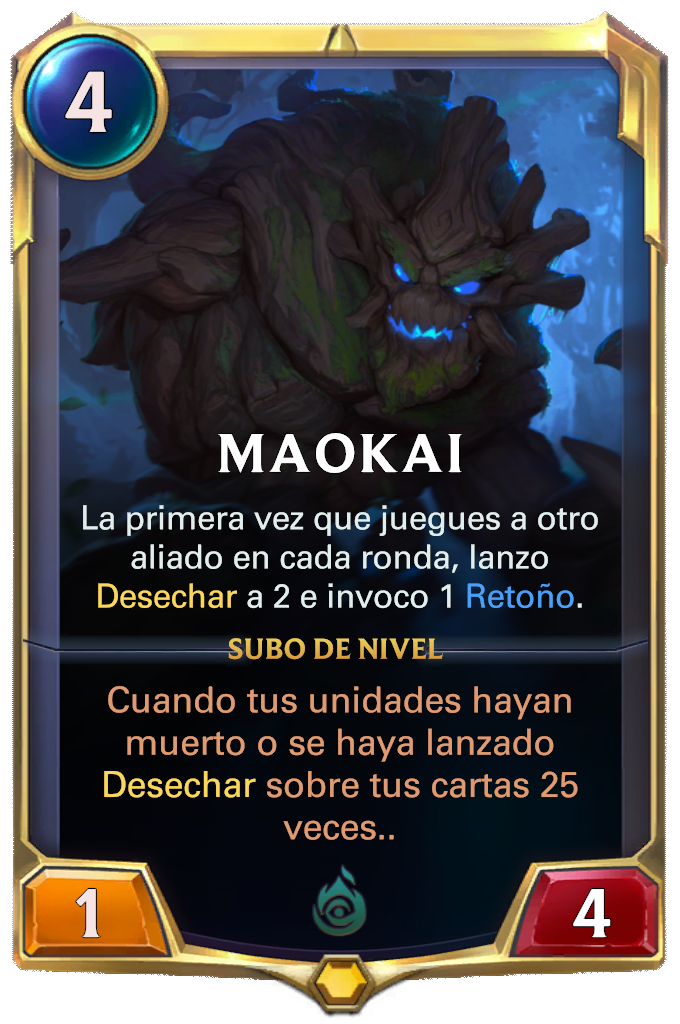 4
MAOKAI
La primera vez que juegues a otro
aliado en cada ronda, lanzo
Desechar a 2 e invoco 1 Retoño.
SUBO DE NIVEL
Cuando tus unidades hayan
muerto o se haya lanzado
Desechar sobre tus cartas 25
veces..
1
4